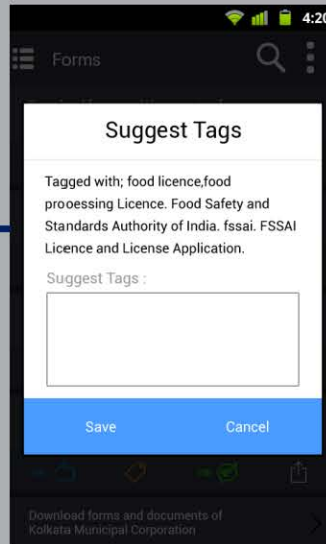 4:20
Forms
Suggest Tags
Tagged with; food licence,food
prooessing Licence. Food Safety and
Standards Authority of India. fssai. FSSAI
Licence and License Application.
Suggest Tags :
Save
Cancel
Download forms and documents of
Kolkata Municipal Corporation